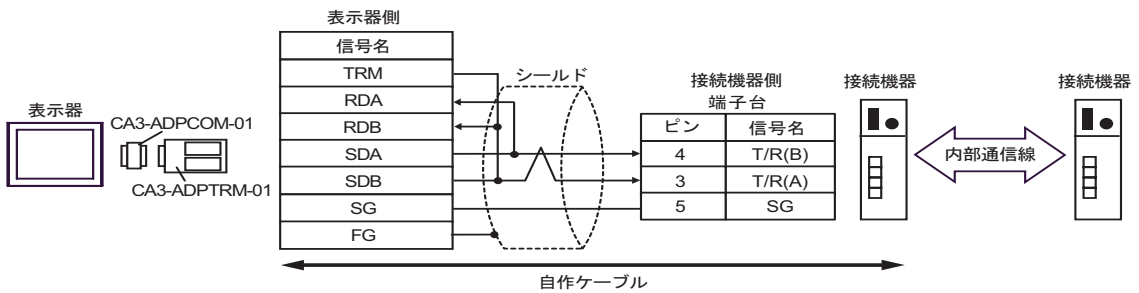 表示器
CA3-ADPCOM-01
CA3-ADPTRM-01
表示器側
信号名
TRM
RDA
RDB
SDA
SDB
SG
FG
シールド
接続機器側
端子台
ピン 信号名
4 T/R(B)
3 T/R(A)
5 SG
接続機器
内部通信線
接続機器
自作ケーブル